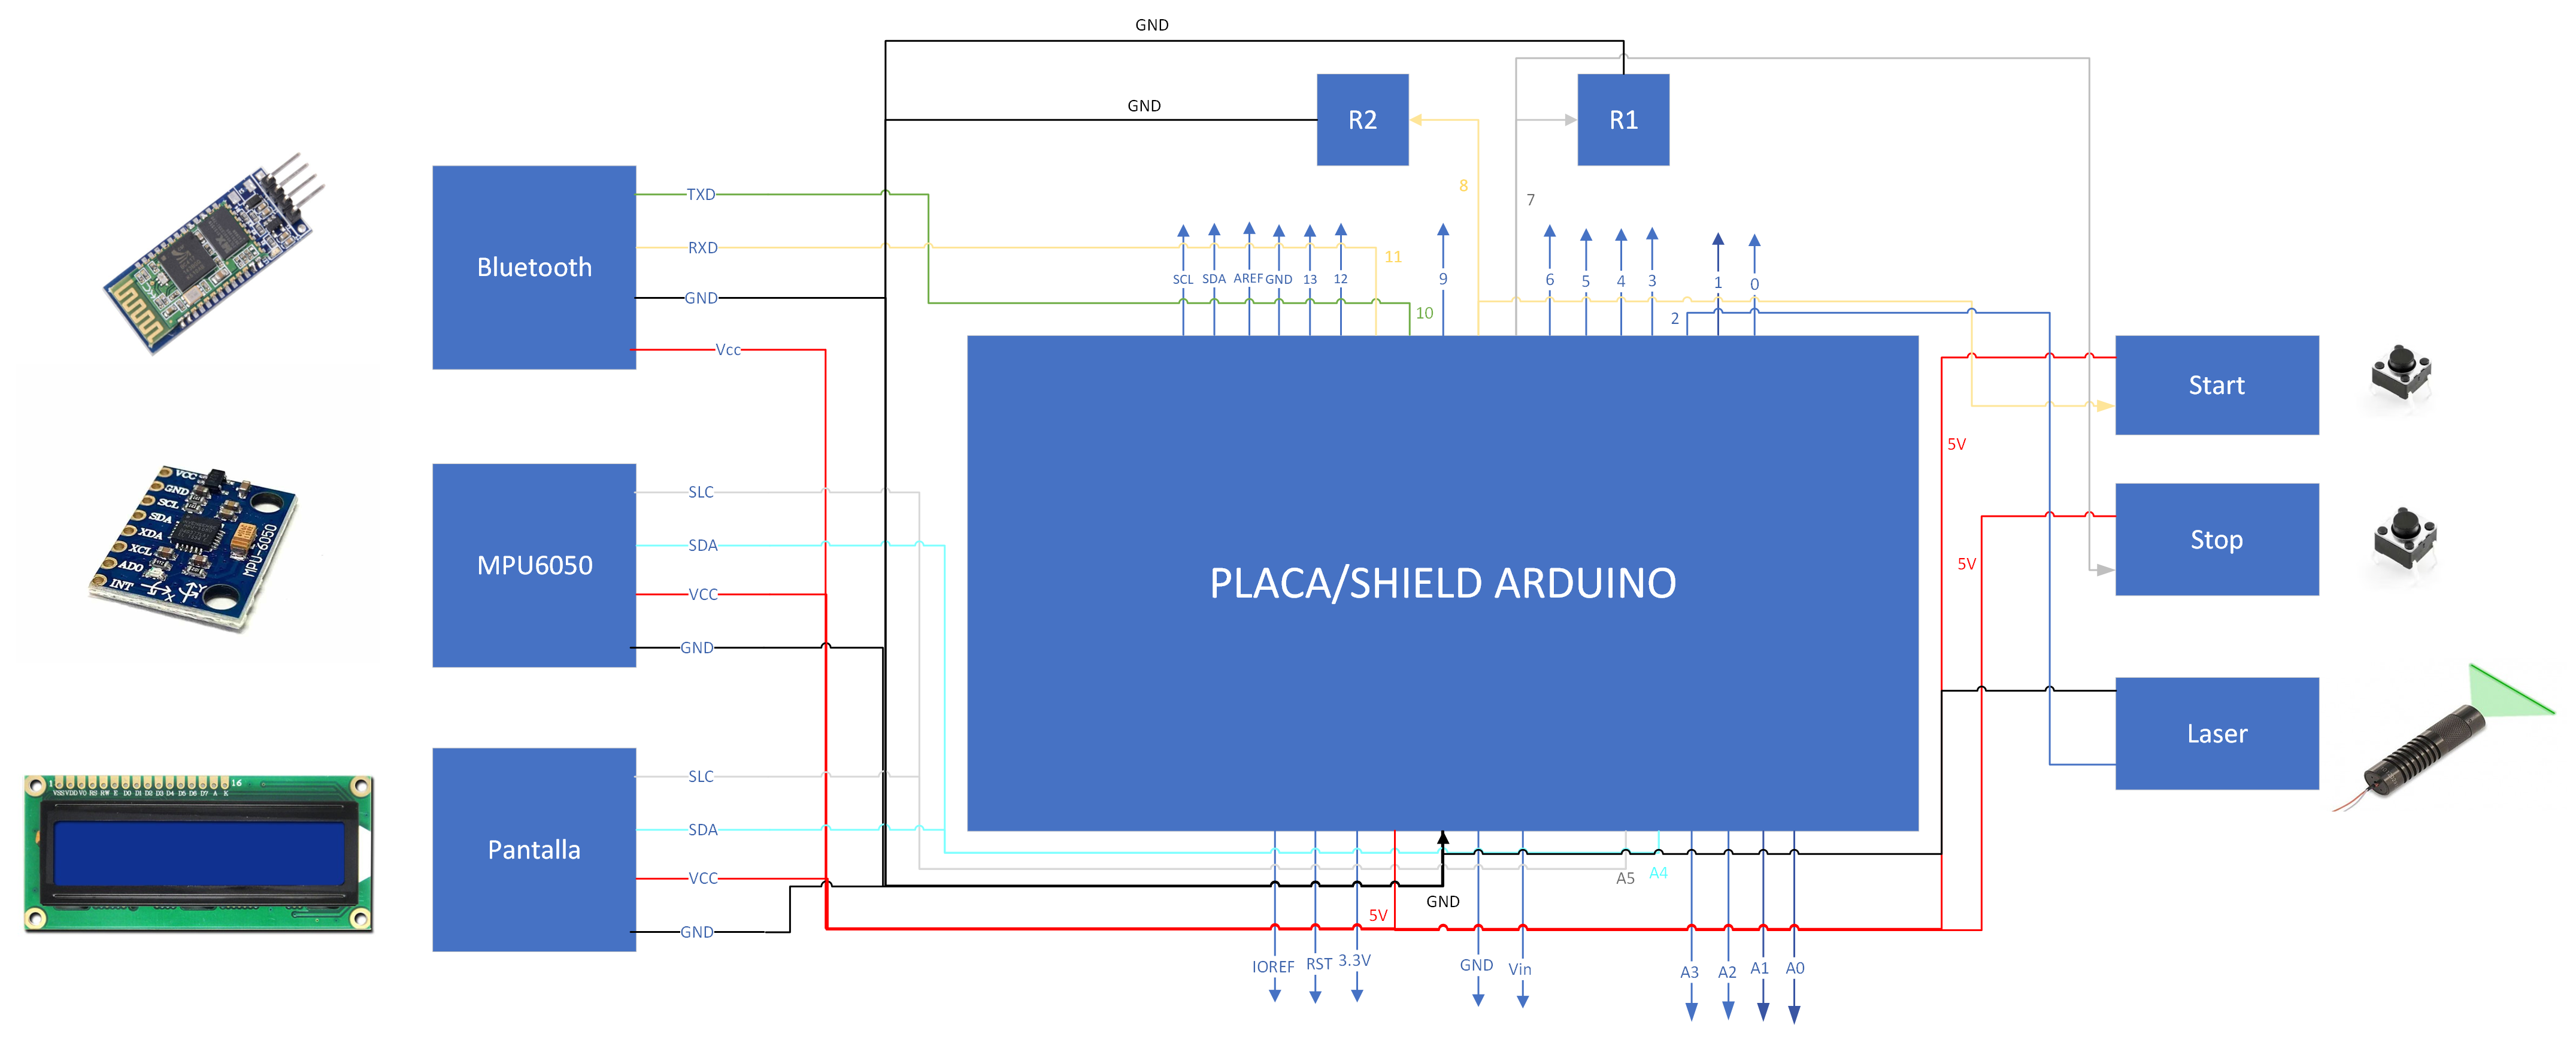 GND
GND
R2
R1
8
7
Bluetooth
TXD
RXD
GND
Vcc
11
10
SCL
SDA
AREF
GND
13
12
9
6
5
4
3
2
1
0
MPU6050
SLC
SDA
VCC
GND
VCC
GND
SCL
SDA
XDA
XCL
AD0
INT
MPU-6050
X
Y
PLACA/SHIELD ARDUINO
Start
5V
Stop
5V
Laser
Pantalla
SLC
SDA
VCC
GND
1
16
VSS VDD V0 RS RW E D0 D1 D2 D3 D4 D5 D6 D7 A K
A5
A4
GND
5V
IOREF
RST
3.3V
GND
Vin
A3
A2
A1
A0